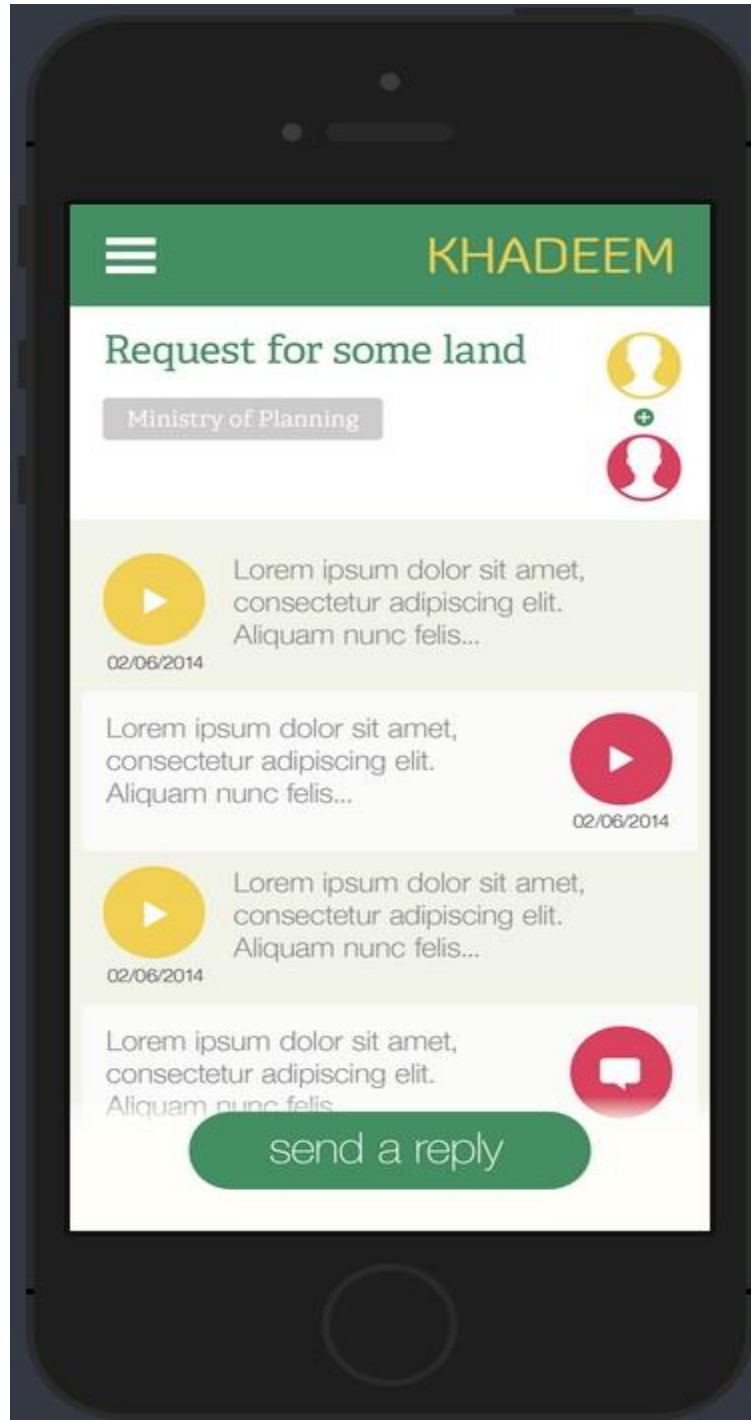 KHADEEM
Request for some land
Ministry of Planning
Lorem ipsum dolor sit amet,
consectetur adipiscing elit.
Aliquam nunc felis...
02/06/2014
Lorem ipsum dolor sit amet,
consectetur adipiscing elit.
Aliquam nunc felis...
02/06/2014
Lorem ipsum dolor sit amet,
consectetur adipiscing elit.
Aliquam nunc felis...
02/06/2014
Lorem ipsum dolor sit amet,
consectetur adipiscing elit.
Aliquam nunc felis...
send a reply